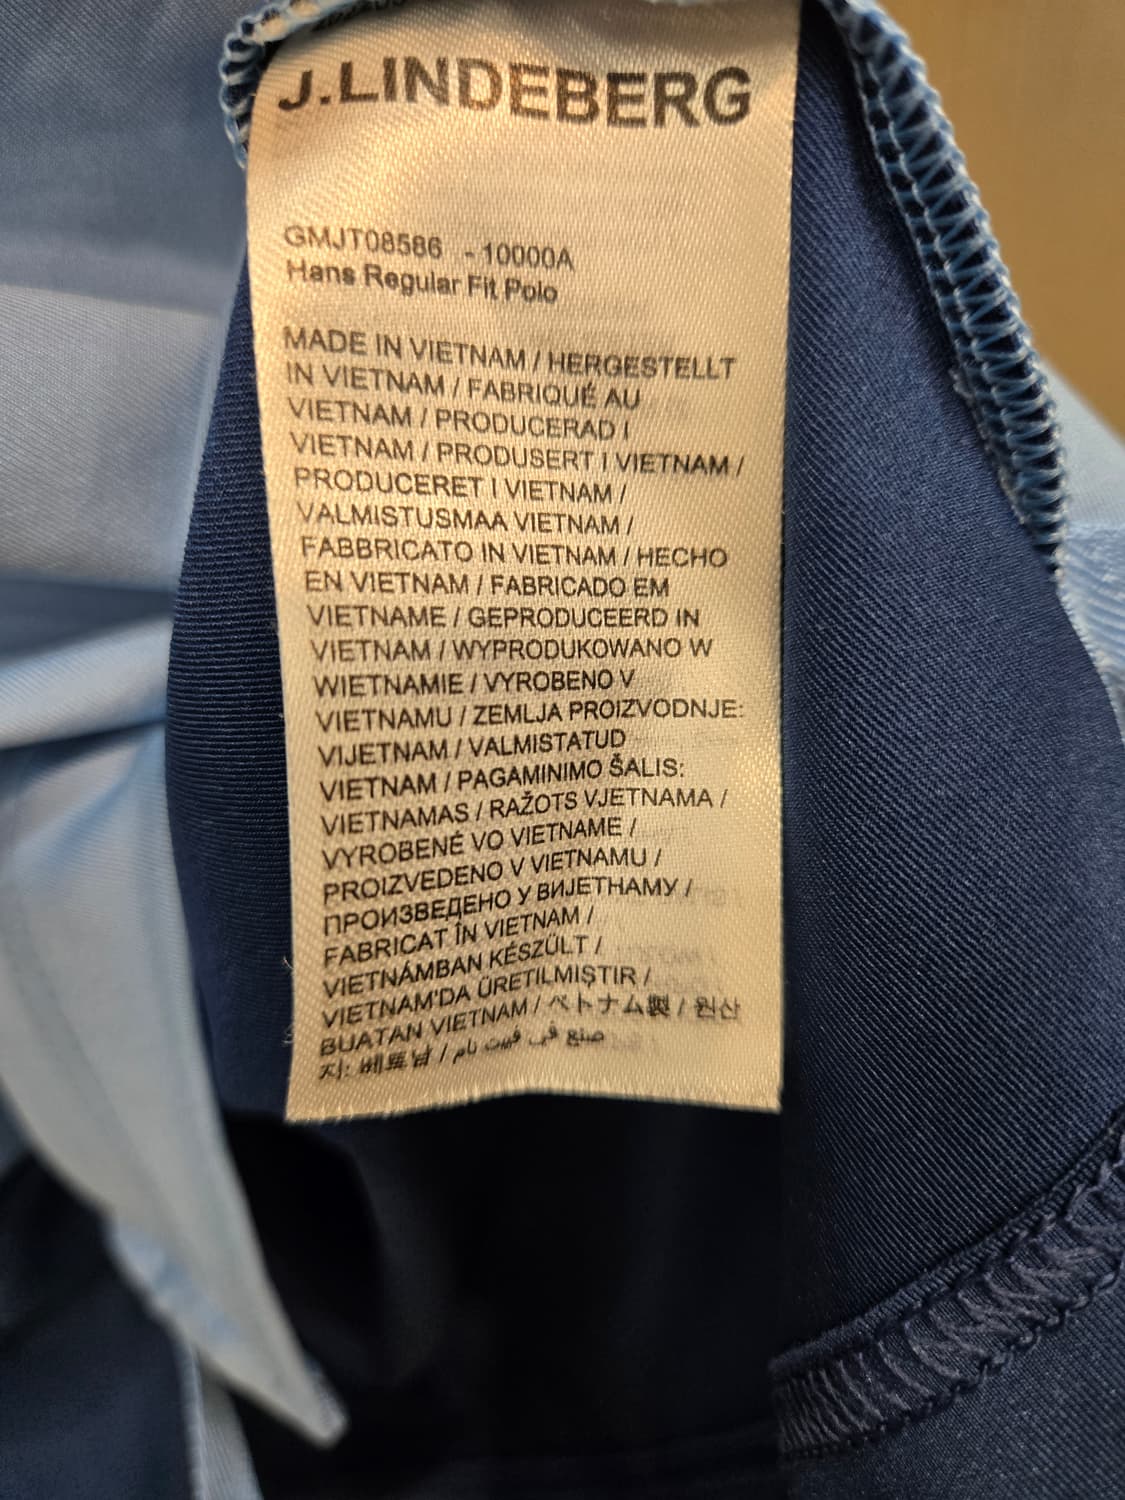 J.LINDEBERG
GMJT08586 - 10000A
Hans Regular Fit Polo
MADE IN VIETNAM / HERGESTELLT
IN VIETNAM / FABRIQUÉ AU
VIETNAM / PRODUCERAD I
VIETNAM / PRODUSERT I VIETNAM /
PRODUCERET I VIETNAM /
VALMISTUSMAA VIETNAM /
FABBRICATO IN VIETNAM / HECHO
EN VIETNAM / FABRICADO EM
VIETNAME / GEPRODUCEERD IN
VIETNAM / WYPRODUKOWANO W
WIETNAMIE / VYROBENO V
VIETNAMU / ZEMLJA PROIZVODNJE:
VIJETNAM / VALMISTATUD
VIETNAM / PAGAMINIMO ŠALIS:
VIETNAMAS / RAŽOTS VJETNAMA /
VYROBENÉ VO VIETNAME /
PROIZVEDENO V VIETNAMU /
ПРОИЗВЕДЕНО У ВИЈЕТНАМУ /
FABRICAT ÎN VIETNAM /
VIETNÁMBAN KÉSZÜLT /
VIETNAM'DA ÜRETILMIŞTIR /
BUATAN VIETNAM / ベトナム製 / 원산
지: 베트남 / صنع في فييت نام